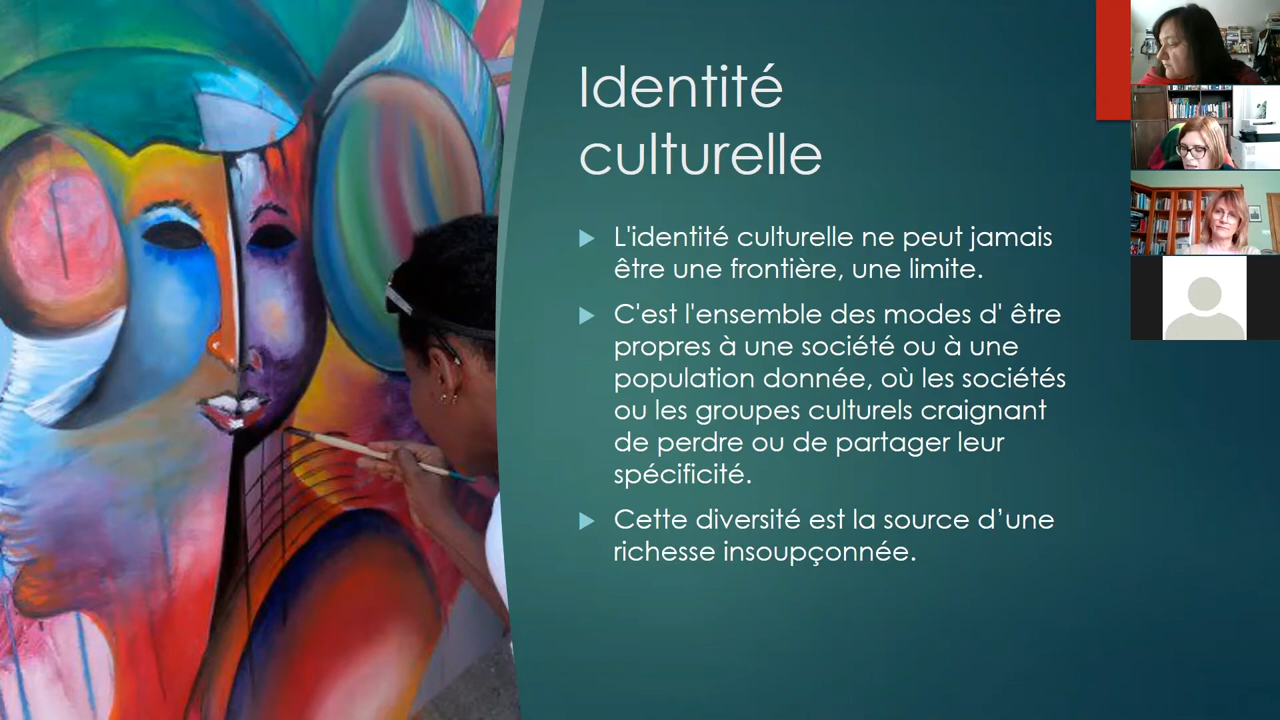 Identité
culturelle
L'identité culturelle ne peut jamais
être une frontière, une limite.
C'est l'ensemble des modes d' être
propres à une société ou à une
population donnée, où les sociétés
ou les groupes culturels craignant
de perdre ou de partager leur
spécificité.
Cette diversité est la source d’une
richesse insoupçonnée.